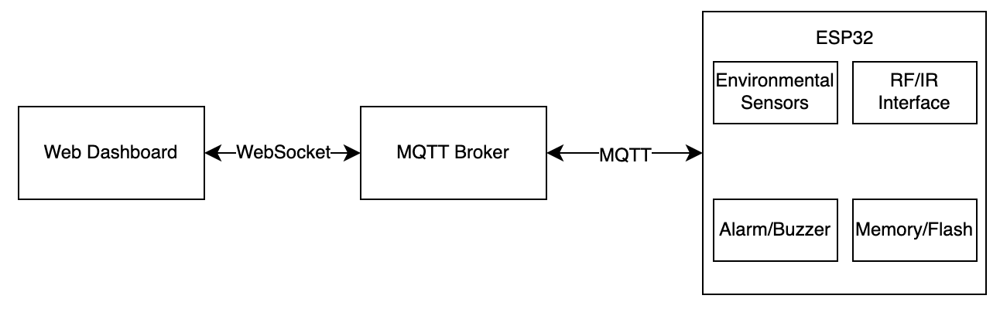 ESP32
Environmental
Sensors
RF/IR
Interface
Web Dashboard
WebSocket
MQTT Broker
MQTT
Alarm/Buzzer
Memory/Flash